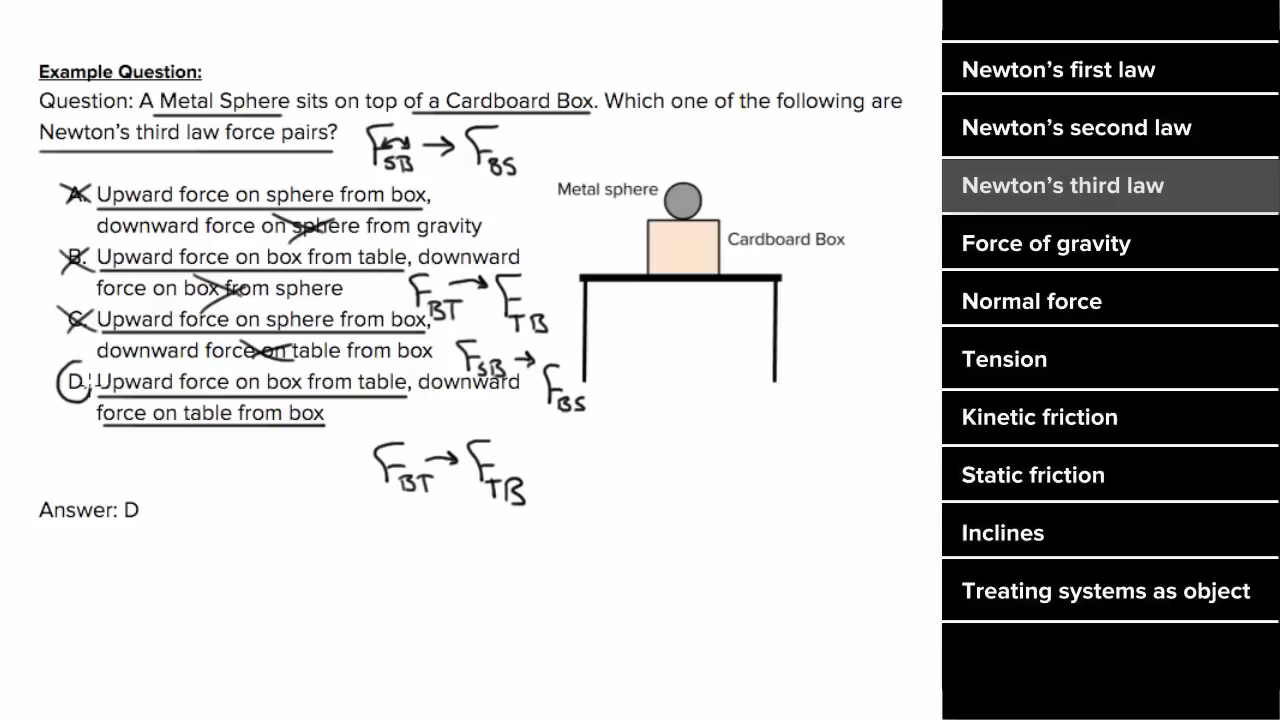 Example Question:
Question: A Metal Sphere sits on top of a Cardboard Box. Which one of the following are
Newton's third law force pairs?
F_SB → F_BS
A. Upward force on sphere from box,
downward force on sphere from gravity
B. Upward force on box from table, downward
force on box from sphere
F_BT → F_TB
C. Upward force on sphere from box,
downward force on table from box
F_SB → F_BS
D. Upward force on box from table, downward
force on table from box
F_BT → F_TB
Answer: D
Metal sphere
Cardboard Box
Newton's first law
Newton's second law
Newton's third law
Force of gravity
Normal force
Tension
Kinetic friction
Static friction
Inclines
Treating systems as object